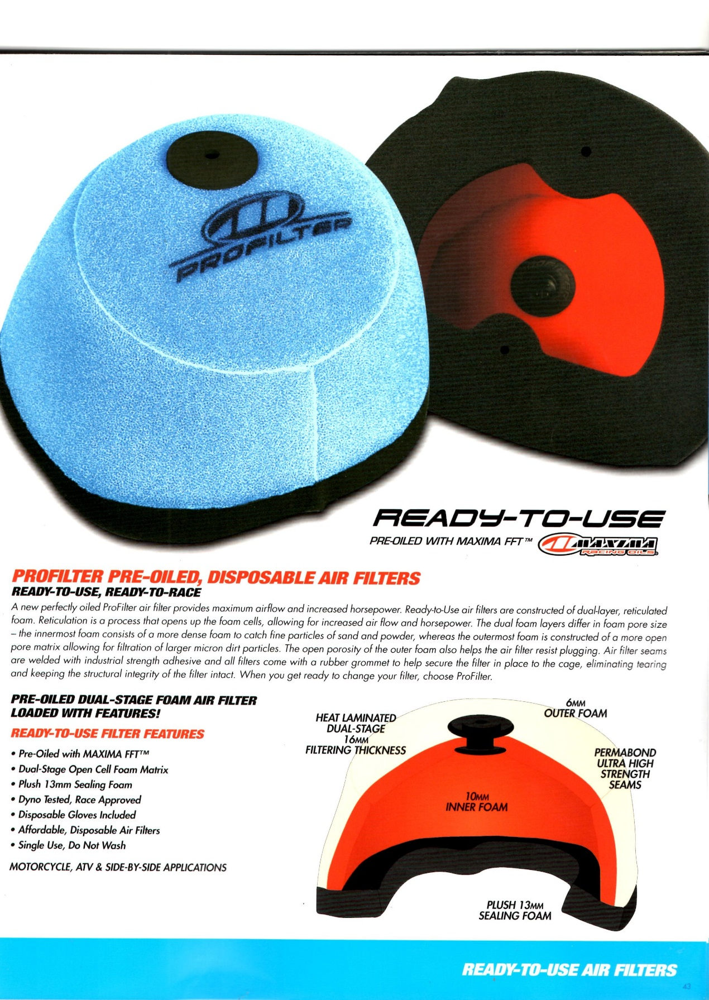 PROFILTER
READY-TO-USE
PRE-OILED WITH MAXIMA FFT™
MAXIMA
RACING OILS®
PROFILTER PRE-OILED, DISPOSABLE AIR FILTERS
READY-TO-USE, READY-TO-RACE
A new perfectly oiled ProFilter air filter provides maximum airflow and increased horsepower. Ready-to-Use air filters are constructed of dual-layer, reticulated
foam. Reticulation is a process that opens up the foam cells, allowing for increased air flow and horsepower. The dual foam layers differ in foam pore size
– the innermost foam consists of a more dense foam to catch fine particles of sand and powder, whereas the outermost foam is constructed of a more open
pore matrix allowing for filtration of larger micron dirt particles. The open porosity of the outer foam also helps the air filter resist plugging. Air filter seams
are welded with industrial strength adhesive and all filters come with a rubber grommet to help secure the filter in place to the cage, eliminating tearing
and keeping the structural integrity of the filter intact. When you get ready to change your filter, choose ProFilter.
PRE-OILED DUAL-STAGE FOAM AIR FILTER
LOADED WITH FEATURES!
READY-TO-USE FILTER FEATURES
• Pre-Oiled with MAXIMA FFT™
• Dual-Stage Open Cell Foam Matrix
• Plush 13mm Sealing Foam
• Dyno Tested, Race Approved
• Disposable Gloves Included
• Affordable, Disposable Air Filters
• Single Use, Do Not Wash
MOTORCYCLE, ATV & SIDE-BY-SIDE APPLICATIONS
HEAT LAMINATED
DUAL-STAGE
16MM
FILTERING THICKNESS
6MM
OUTER FOAM
PERMABOND
ULTRA HIGH
STRENGTH
SEAMS
10MM
INNER FOAM
PLUSH 13MM
SEALING FOAM
READY-TO-USE AIR FILTERS
43